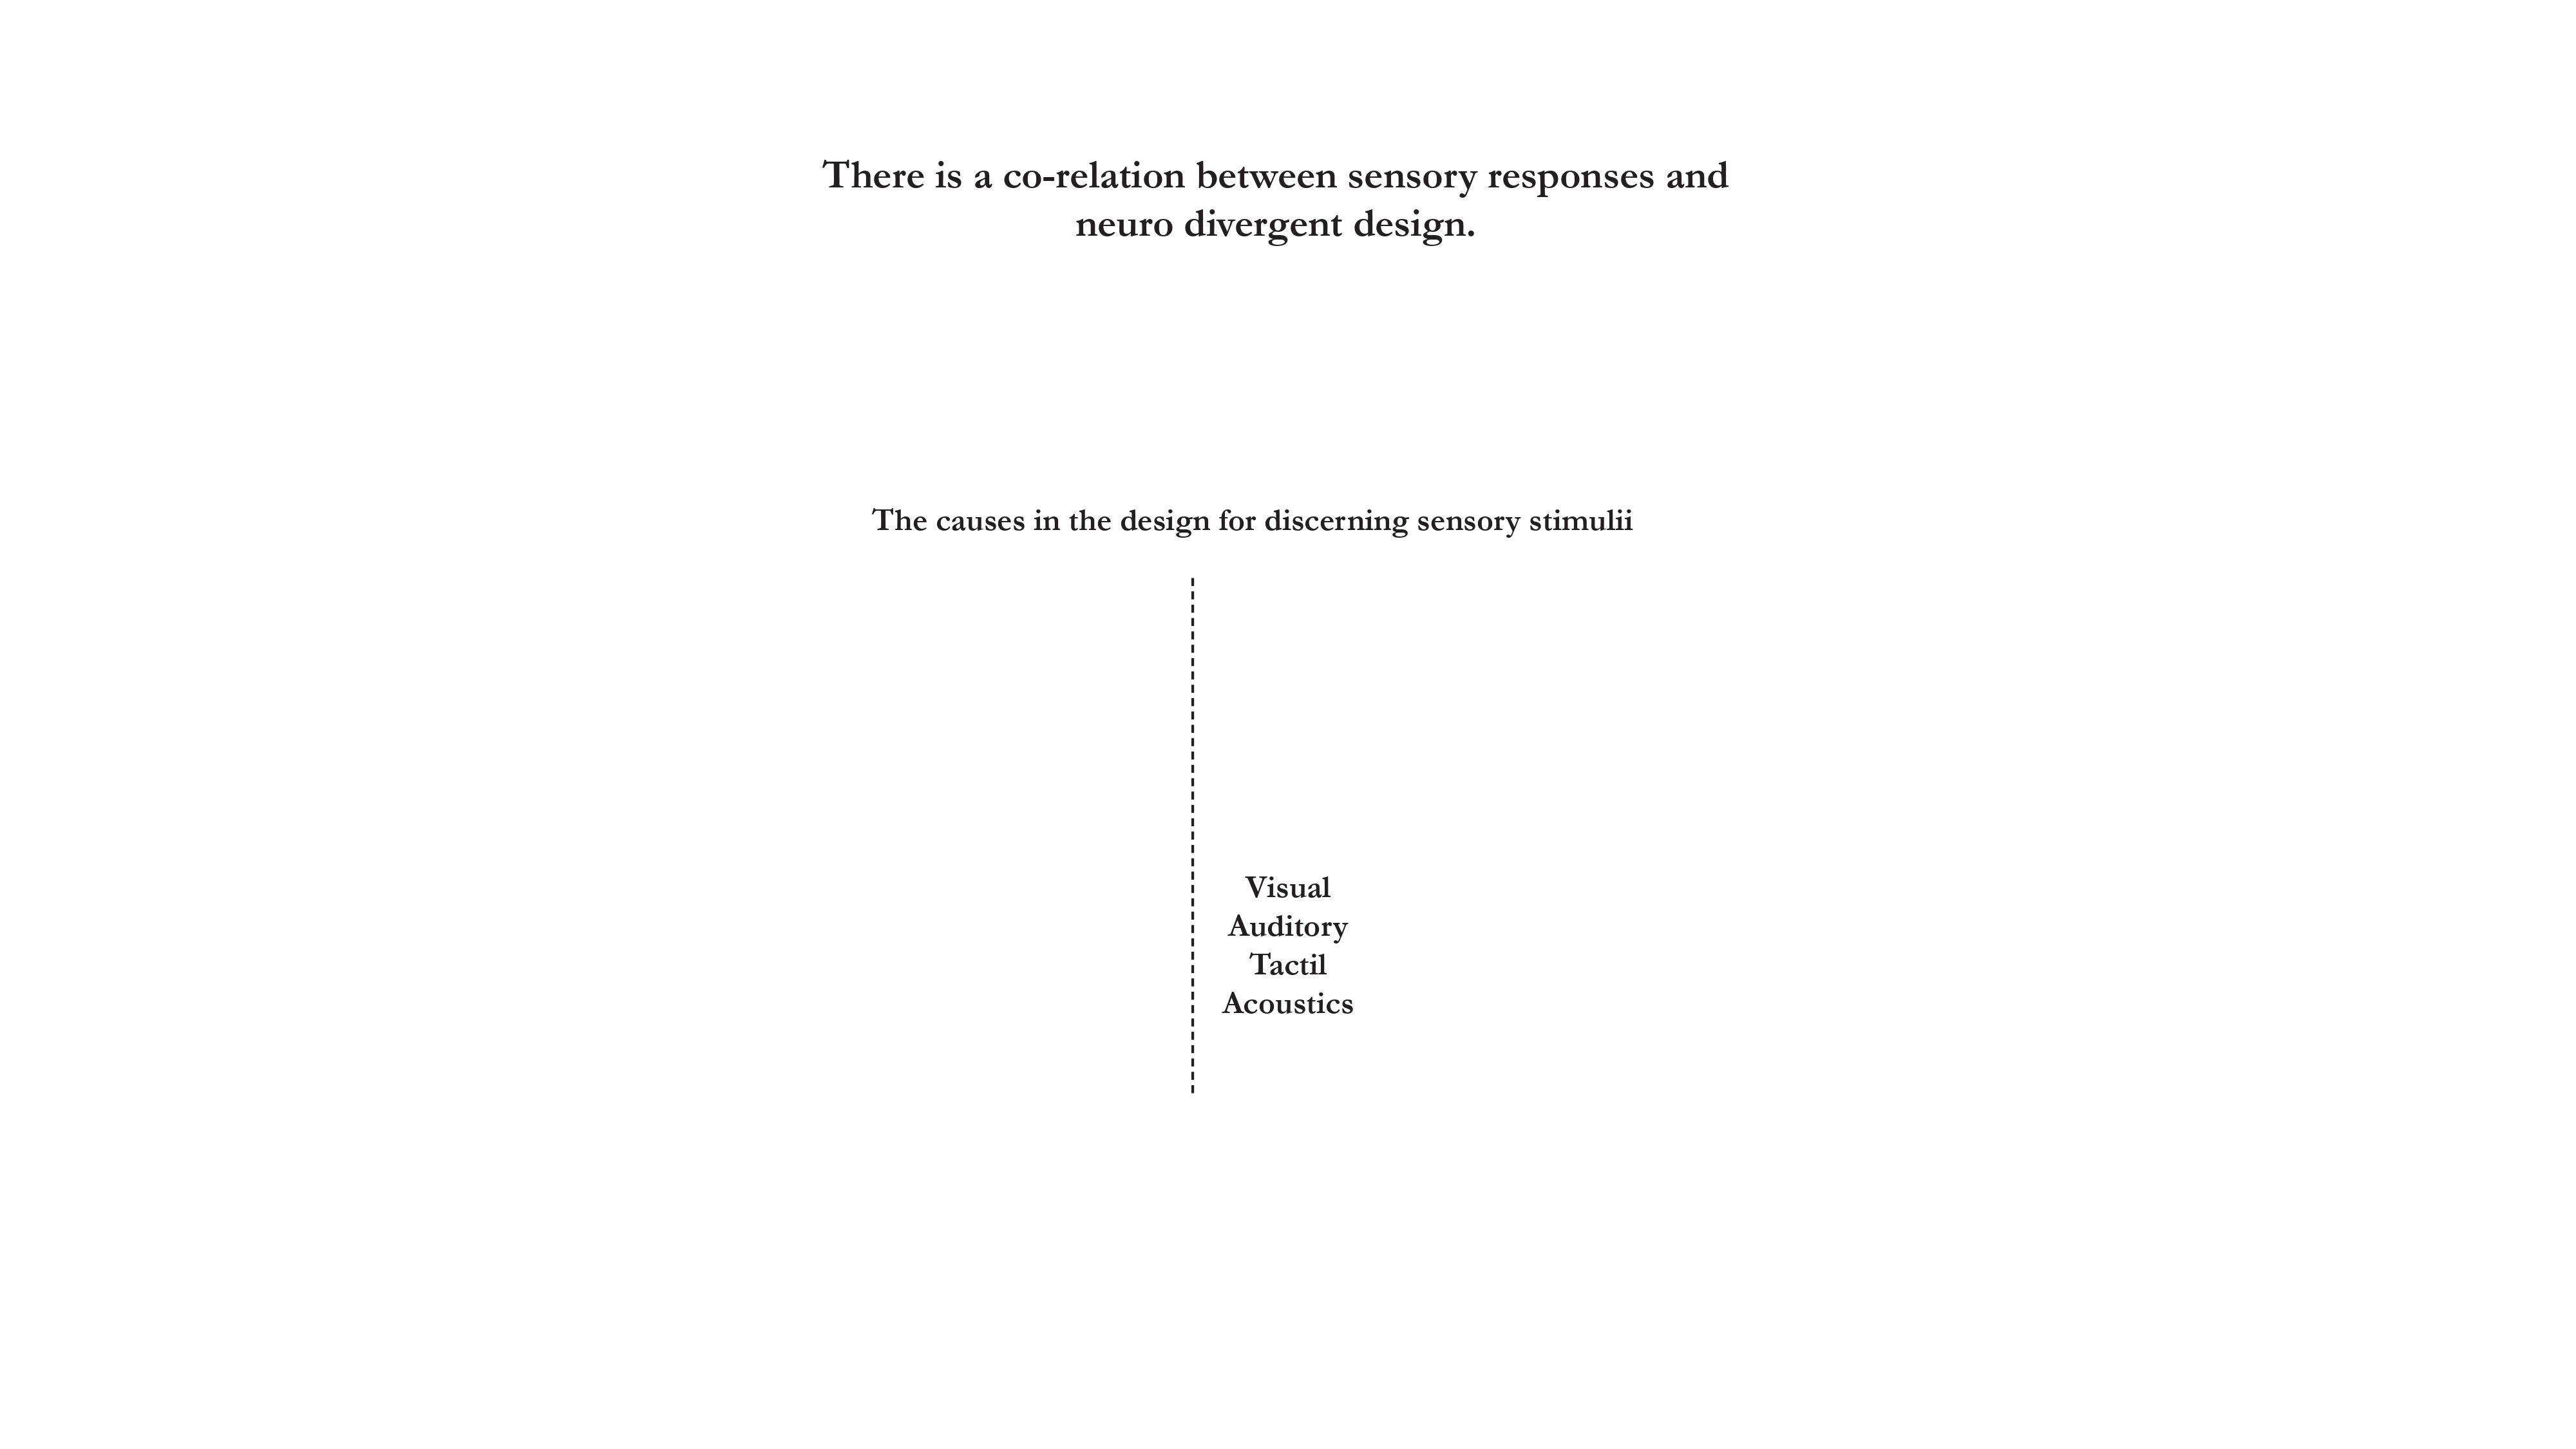 There is a co-relation between sensory responses and
neuro divergent design.
The causes in the design for discerning sensory stimulii
Visual
Auditory
Tactil
Acoustics